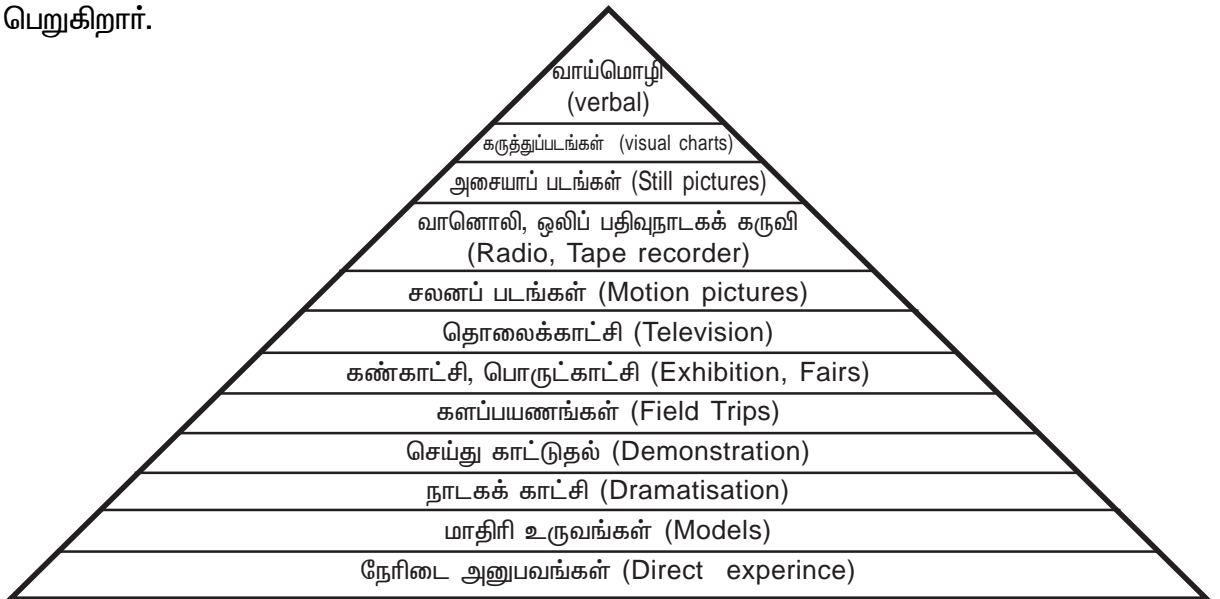 பெறுகிறார்.
வாய்மொழி
(verbal)
கருத்துப்படங்கள் (visual charts)
அசையாப் படங்கள் (Still pictures)
வானொலி, ஒலிப் பதிவுநாடகக் கருவி
(Radio, Tape recorder)
சலனப் படங்கள் (Motion pictures)
தொலைக்காட்சி (Television)
கண்காட்சி, பொருட்காட்சி (Exhibition, Fairs)
களப்பயணங்கள் (Field Trips)
செய்து காட்டுதல் (Demonstration)
நாடகக் காட்சி (Dramatisation)
மாதிரி உருவங்கள் (Models)
நேரிடை அனுபவங்கள் (Direct experince)